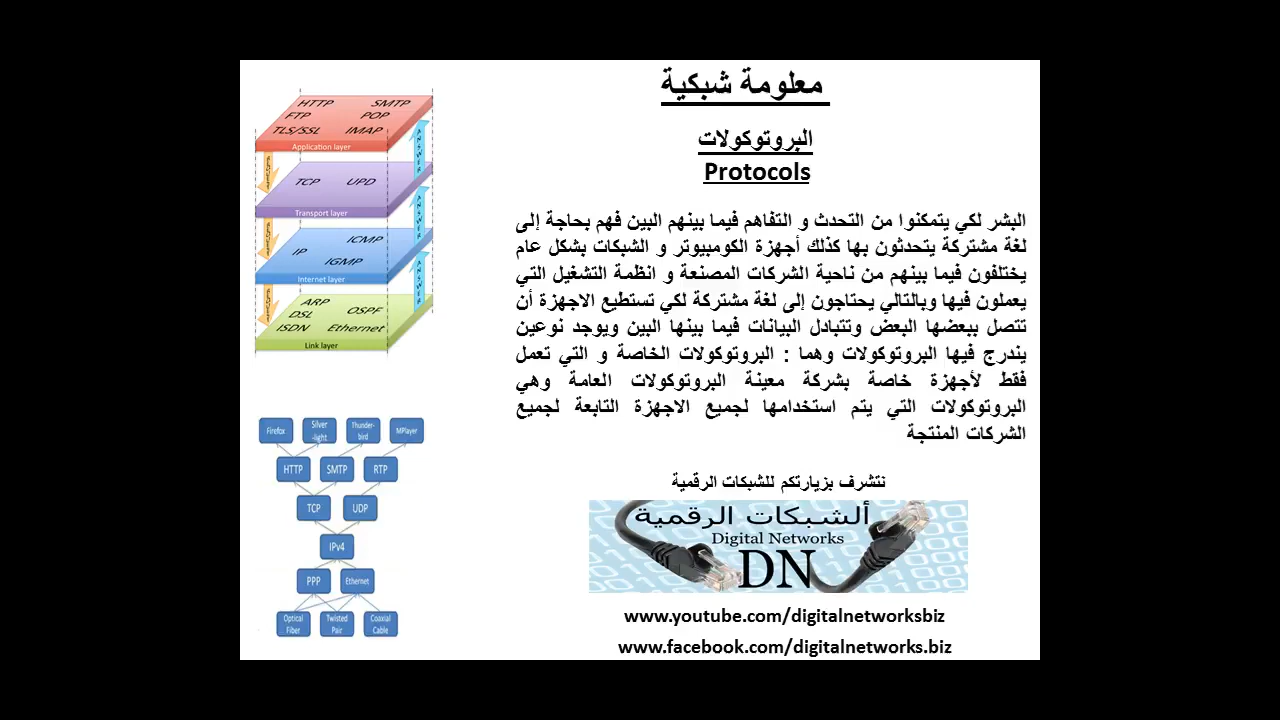 معلومة شبكية
البروتوكولات
Protocols
البشر لكي يتمكنوا من التحدث و التفاهم فيما بينهم البين فهم بحاجة إلى
لغة مشتركة يتحدثون بها كذلك أجهزة الكومبيوتر و الشبكات بشكل عام
يختلفون فيما بينهم من ناحية الشركات المصنعة و انظمة التشغيل التي
يعملون فيها وبالتالي يحتاجون إلى لغة مشتركة لكي تستطيع الاجهزة أن
تتصل ببعضها البعض وتتبادل البيانات فيما بينها البين ويوجد نوعين
يندرج فيها البروتوكولات وهما : البروتوكولات الخاصة و التي تعمل
فقط لأجهزة خاصة بشركة معينة البروتوكولات العامة وهي
البروتوكولات التي يتم استخدامها لجميع الاجهزة التابعة لجميع
الشركات المنتجة
نتشرف بزيارتكم للشبكات الرقمية
ألشبكات الرقمية
Digital Networks
DN
www.youtube.com/digitalnetworksbiz
www.facebook.com/digitalnetworks.biz
HTTP SMTP
FTP POP
TLS/SSL IMAP
Application layer
ANSWER
TCP UPD
Transport layer
ANSWER
ICMP
IP
IGMP
Internet layer
ANSWER
ARP
DSL OSPF
ISDN Ethernet
Link layer
Firefox
Silver
-light
Thunder-
bird
MPlayer
HTTP SMTP RTP
TCP UDP
IPv4
PPP Ethernet
Optical
Fiber
Twisted
Pair
Coaxial
Cable